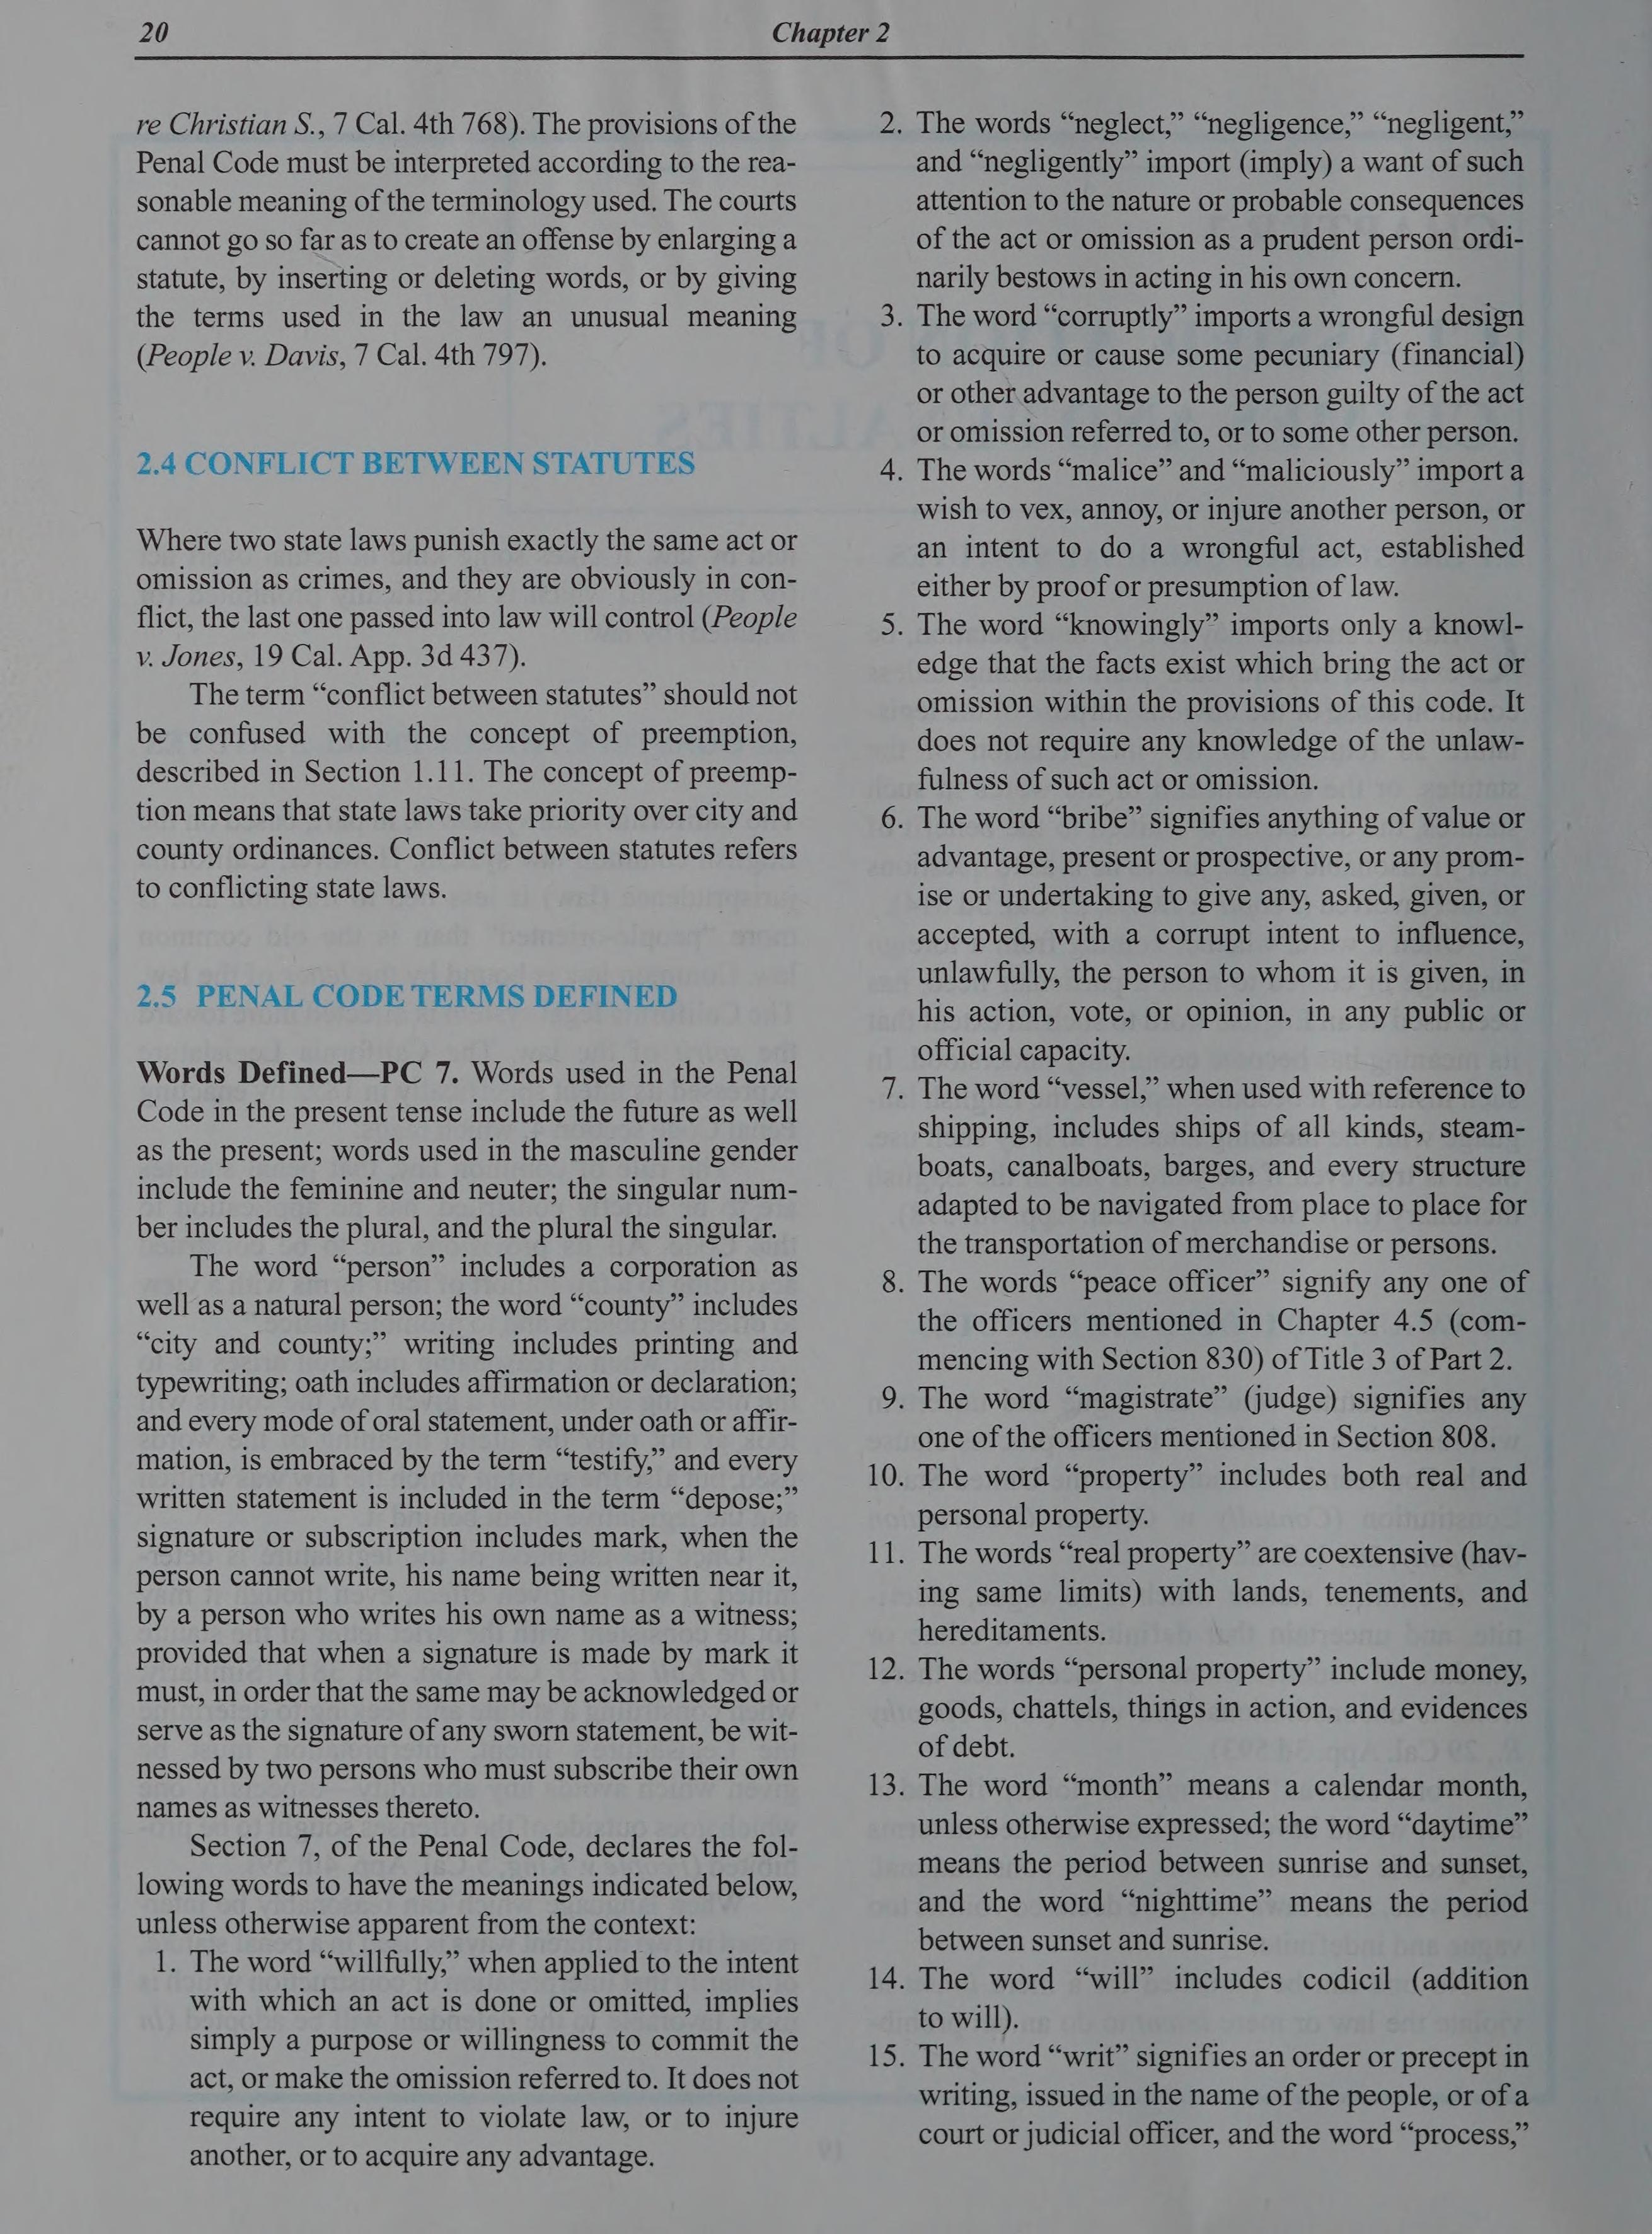 20
Chapter 2
re Christian S., 7 Cal. 4th 768). The provisions of the
Penal Code must be interpreted according to the rea-
sonable meaning of the terminology used. The courts
cannot go so far as to create an offense by enlarging a
statute, by inserting or deleting words, or by giving
the terms used in the law an unusual meaning
(People v. Davis, 7 Cal. 4th 797).
2.4 CONFLICT BETWEEN STATUTES
Where two state laws punish exactly the same act or
omission as crimes, and they are obviously in con-
flict, the last one passed into law will control (People
v. Jones, 19 Cal. App. 3d 437).
The term “conflict between statutes” should not
be confused with the concept of preemption,
described in Section 1.11. The concept of preemp-
tion means that state laws take priority over city and
county ordinances. Conflict between statutes refers
to conflicting state laws.
2.5 PENAL CODE TERMS DEFINED
Words Defined—PC 7. Words used in the Penal
Code in the present tense include the future as well
as the present; words used in the masculine gender
include the feminine and neuter; the singular num-
ber includes the plural, and the plural the singular.
The word “person” includes a corporation as
well as a natural person; the word “county” includes
“city and county;” writing includes printing and
typewriting; oath includes affirmation or declaration;
and every mode of oral statement, under oath or affir-
mation, is embraced by the term “testify,” and every
written statement is included in the term “depose;”
signature or subscription includes mark, when the
person cannot write, his name being written near it,
by a person who writes his own name as a witness;
provided that when a signature is made by mark it
must, in order that the same may be acknowledged or
serve as the signature of any sworn statement, be wit-
nessed by two persons who must subscribe their own
names as witnesses thereto.
Section 7, of the Penal Code, declares the fol-
lowing words to have the meanings indicated below,
unless otherwise apparent from the context:
1. The word “willfully,” when applied to the intent
with which an act is done or omitted, implies
simply a purpose or willingness to commit the
act, or make the omission referred to. It does not
require any intent to violate law, or to injure
another, or to acquire any advantage.
2. The words “neglect,” “negligence,” “negligent,”
and “negligently” import (imply) a want of such
attention to the nature or probable consequences
of the act or omission as a prudent person ordi-
narily bestows in acting in his own concern.
3. The word “corruptly” imports a wrongful design
to acquire or cause some pecuniary (financial)
or other advantage to the person guilty of the act
or omission referred to, or to some other person.
4. The words “malice” and “maliciously” import a
wish to vex, annoy, or injure another person, or
an intent to do a wrongful act, established
either by proof or presumption of law.
5. The word “knowingly” imports only a knowl-
edge that the facts exist which bring the act or
omission within the provisions of this code. It
does not require any knowledge of the unlaw-
fulness of such act or omission.
6. The word “bribe” signifies anything of value or
advantage, present or prospective, or any prom-
ise or undertaking to give any, asked, given, or
accepted, with a corrupt intent to influence,
unlawfully, the person to whom it is given, in
his action, vote, or opinion, in any public or
official capacity.
7. The word “vessel,” when used with reference to
shipping, includes ships of all kinds, steam-
boats, canalboats, barges, and every structure
adapted to be navigated from place to place for
the transportation of merchandise or persons.
8. The words “peace officer” signify any one of
the officers mentioned in Chapter 4.5 (com-
mencing with Section 830) of Title 3 of Part 2.
9. The word “magistrate” (judge) signifies any
one of the officers mentioned in Section 808.
10. The word “property” includes both real and
personal property.
11. The words “real property” are coextensive (hav-
ing same limits) with lands, tenements, and
hereditaments.
12. The words “personal property” include money,
goods, chattels, things in action, and evidences
of debt.
13. The word “month” means a calendar month,
unless otherwise expressed; the word “daytime”
means the period between sunrise and sunset,
and the word “nighttime” means the period
between sunset and sunrise.
14. The word “will” includes codicil (addition
to will).
15. The word “writ” signifies an order or precept in
writing, issued in the name of the people, or of a
court or judicial officer, and the word “process,”